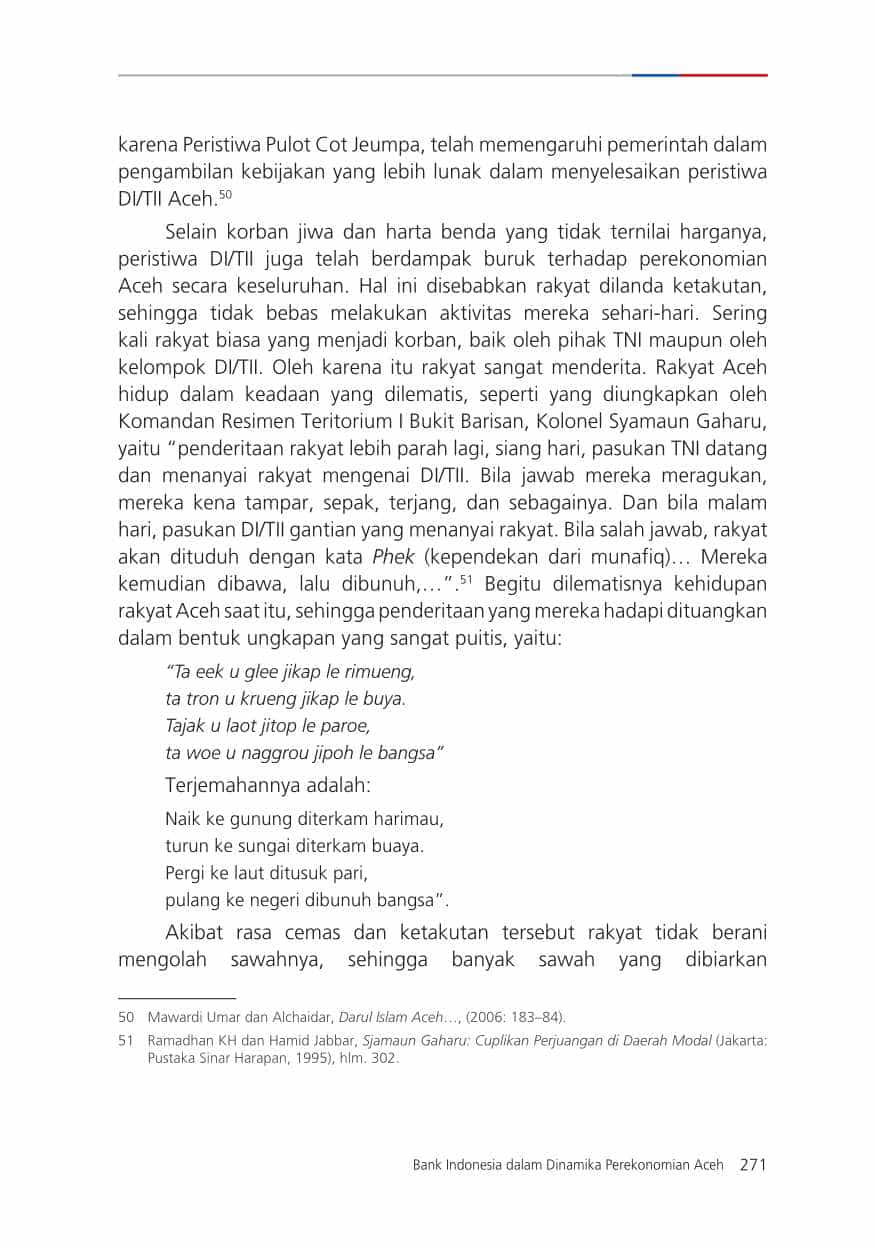 karena Peristiwa Pulot Cot Jeumpa, telah memengaruhi pemerintah dalam
pengambilan kebijakan yang lebih lunak dalam menyelesaikan peristiwa
DI/TII Aceh.50
Selain korban jiwa dan harta benda yang tidak ternilai harganya,
peristiwa DI/TII juga telah berdampak buruk terhadap perekonomian
Aceh secara keseluruhan. Hal ini disebabkan rakyat dilanda ketakutan,
sehingga tidak bebas melakukan aktivitas mereka sehari-hari. Sering
kali rakyat biasa yang menjadi korban, baik oleh pihak TNI maupun oleh
kelompok DI/TII. Oleh karena itu rakyat sangat menderita. Rakyat Aceh
hidup dalam keadaan yang dilematis, seperti yang diungkapkan oleh
Komandan Resimen Teritorium I Bukit Barisan, Kolonel Syamaun Gaharu,
yaitu “penderitaan rakyat lebih parah lagi, siang hari, pasukan TNI datang
dan menanyai rakyat mengenai DI/TII. Bila jawab mereka meragukan,
mereka kena tampar, sepak, terjang, dan sebagainya. Dan bila malam
hari, pasukan DI/TII gantian yang menanyai rakyat. Bila salah jawab, rakyat
akan dituduh dengan kata Phek (kependekan dari munafiq)… Mereka
kemudian dibawa, lalu dibunuh,…”.51 Begitu dilematisnya kehidupan
rakyat Aceh saat itu, sehingga penderitaan yang mereka hadapi dituangkan
dalam bentuk ungkapan yang sangat puitis, yaitu:
“Ta eek u glee jikap le rimueng,
ta tron u krueng jikap le buya.
Tajak u laot jitop le paroe,
ta woe u naggrou jipoh le bangsa”
Terjemahannya adalah:
Naik ke gunung diterkam harimau,
turun ke sungai diterkam buaya.
Pergi ke laut ditusuk pari,
pulang ke negeri dibunuh bangsa”.
Akibat rasa cemas dan ketakutan tersebut rakyat tidak berani
mengolah sawahnya, sehingga banyak sawah yang dibiarkan
50 Mawardi Umar dan Alchaidar, Darul Islam Aceh…, (2006: 183–84).
51 Ramadhan KH dan Hamid Jabbar, Sjamaun Gaharu: Cuplikan Perjuangan di Daerah Modal (Jakarta:
Pustaka Sinar Harapan, 1995), hlm. 302.
Bank Indonesia dalam Dinamika Perekonomian Aceh 271